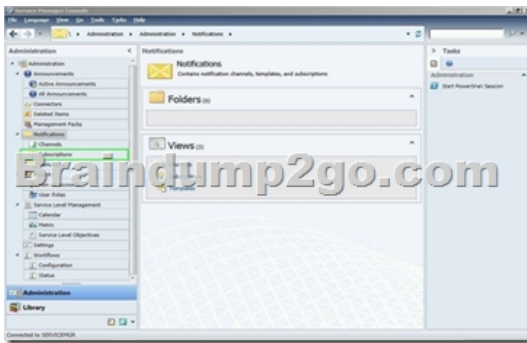 Service Manager Console
File Language View Go Tools Tasks Help
Administration > Notifications
Administration
Administration
Announcements
Active Announcements
All Announcements
Connectors
Deleted Items
Management Packs
Notifications
Channels
Subscriptions
User Roles
Service Level Management
Calendar
Metric
Service Level Objectives
Settings
Workflows
Configuration
Status
Administration
Library
Notifications
Notifications
Contains notification channels, templates, and subscriptions
Folders (0)
Views (3)
Templates
Tasks
Administration
Start PowerShell Session
Braindump2go.com
Connected to SERVICEMGR